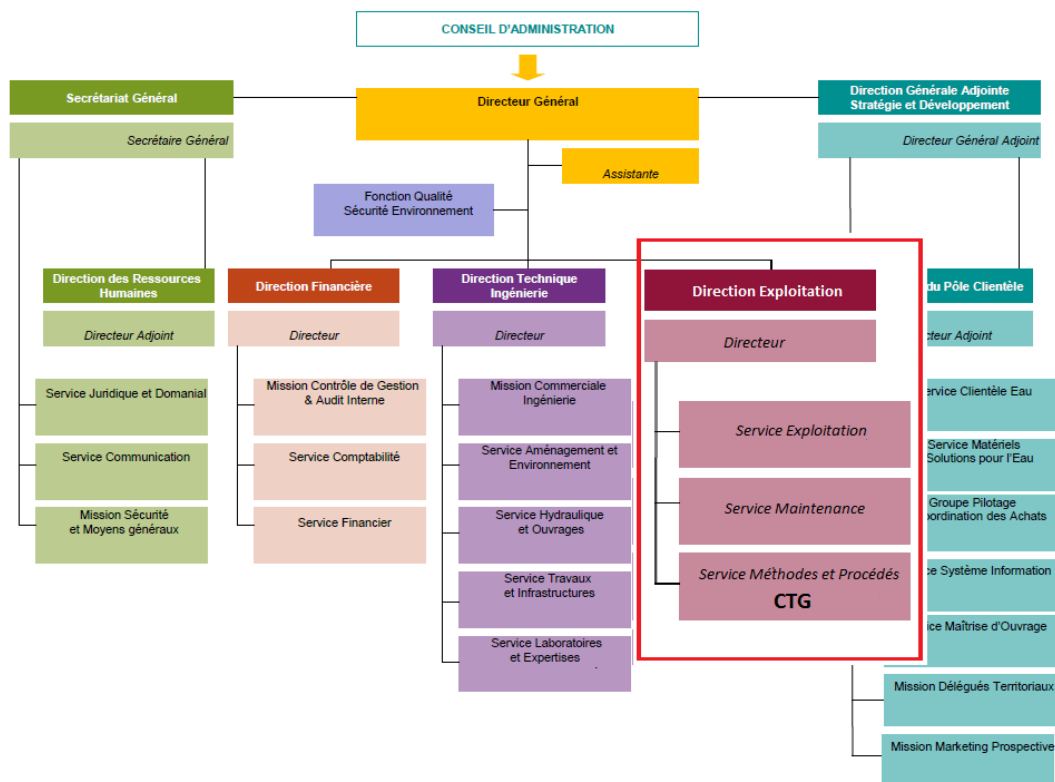 CONSEIL D'ADMINISTRATION
Secrétariat Général
Secrétaire Général
Directeur Général
Assistante
Direction Générale Adjointe
Stratégie et Développement
Directeur Général Adjoint
Fonction Qualité
Sécurité Environnement
Direction des Ressources
Humaines
Directeur Adjoint
Service Juridique et Domanial
Service Communication
Mission Sécurité
et Moyens généraux
Direction Financière
Directeur
Mission Contrôle de Gestion
& Audit Interne
Service Comptabilité
Service Financier
Direction Technique
Ingénierie
Directeur
Mission Commerciale
Ingénierie
Service Aménagement et
Environnement
Service Hydraulique
et Ouvrages
Service Travaux
et Infrastructures
Service Laboratoires
et Expertises
Direction Exploitation
Directeur
Service Exploitation
Service Maintenance
Service Méthodes et Procédés
CTG
du Pôle Clientèle
Adjoint
Clientèle Eau
Service Matériels
Solutions pour l'Eau
Groupe Pilotage
des Achats
Système Information
Maîtrise d'Ouvrage
Mission Délégués Territoriaux
Mission Marketing Prospective